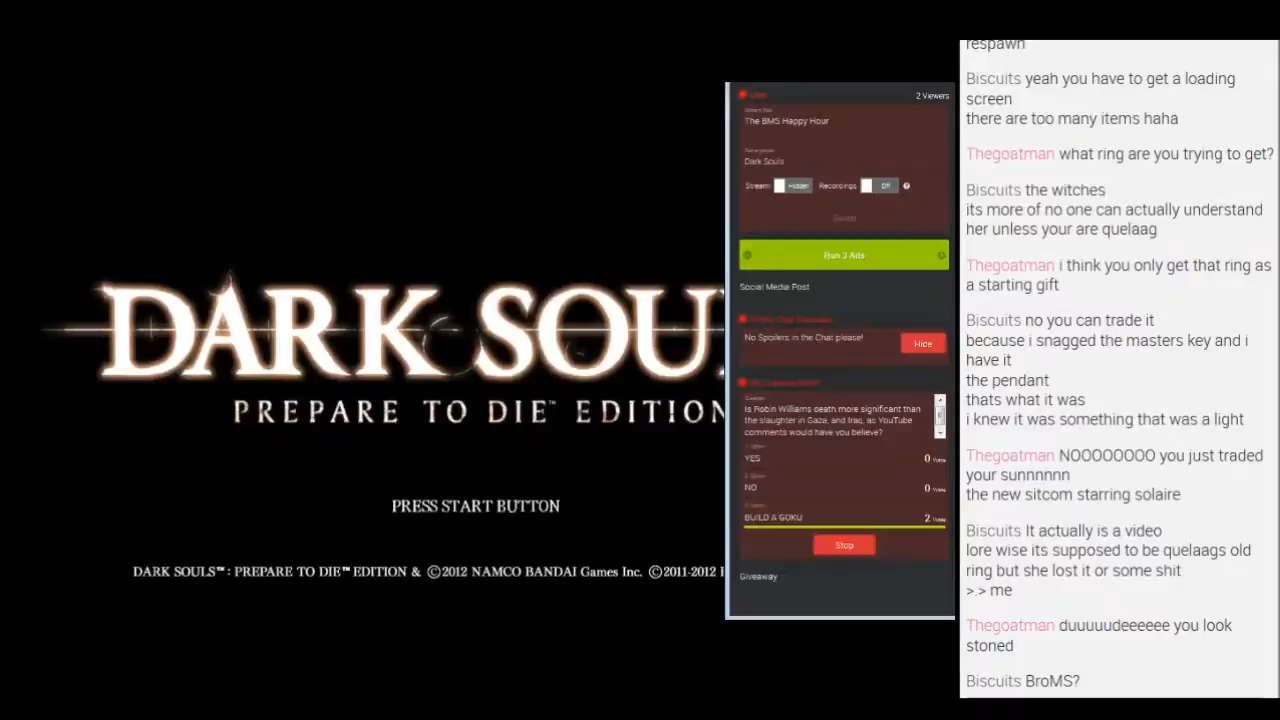 DARK SOU
PREPARE TO DIE™ EDITION
PRESS START BUTTON
DARK SOULS™: PREPARE TO DIE™ EDITION & ©2012 NAMCO BANDAI Games Inc. ©2011-2012
2 Viewers
The BMS Happy Hour
Dark Souls
Stream: Hidden Recordings: Off
Run 3 Ads
Social Media Post
No Spoilers in the Chat please!
Hide
Is Robin Williams death more significant than
the slaughter in Gaza, and Iraq, as YouTube
comments would have you believe?
YES 0 Votes
NO 0 Votes
BUILD A GOKU 2 Votes
Stop
Giveaway
respawn
Biscuits yeah you have to get a loading
screen
there are too many items haha
Thegoatman what ring are you trying to get?
Biscuits the witches
its more of no one can actually understand
her unless your are quelaag
Thegoatman i think you only get that ring as
a starting gift
Biscuits no you can trade it
because i snagged the masters key and i
have it
the pendant
thats what it was
i knew it was something that was a light
Thegoatman NOOOOOOOO you just traded
your sunnnnnn
the new sitcom starring solaire
Biscuits It actually is a video
lore wise its supposed to be quelaags old
ring but she lost it or some shit
>.> me
Thegoatman duuuuudeeeeee you look
stoned
Biscuits BroMS?